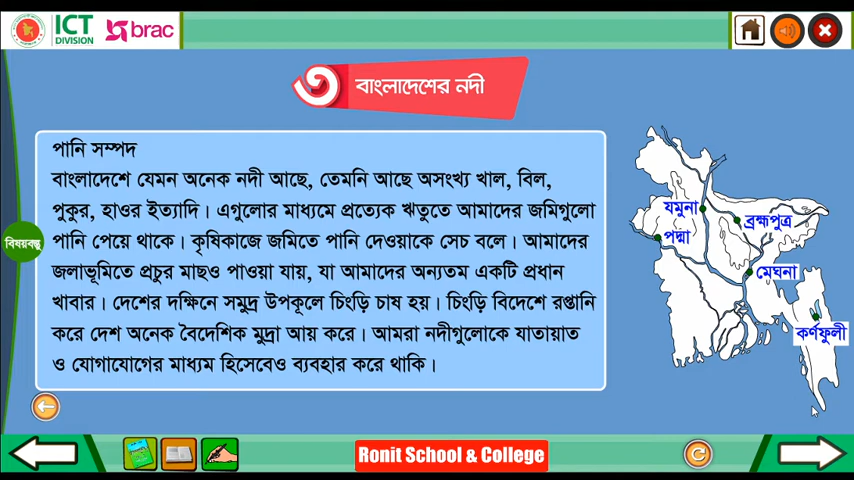 ICT
DIVISION
brac
৩ বাংলাদেশের নদী
পানি সম্পদ
বাংলাদেশে যেমন অনেক নদী আছে, তেমনি আছে অসংখ্য খাল, বিল,
পুকুর, হাওর ইত্যাদি। এগুলোর মাধ্যমে প্রত্যেক ঋতুতে আমাদের জমিগুলো
পানি পেয়ে থাকে। কৃষিকাজে জমিতে পানি দেওয়াকে সেচ বলে। আমাদের
জলাভূমিতে প্রচুর মাছও পাওয়া যায়, যা আমাদের অন্যতম একটি প্রধান
খাবার। দেশের দক্ষিনে সমুদ্র উপকূলে চিংড়ি চাষ হয়। চিংড়ি বিদেশে রপ্তানি
করে দেশ অনেক বৈদেশিক মুদ্রা আয় করে। আমরা নদীগুলোকে যাতায়াত
ও যোগাযোগের মাধ্যম হিসেবেও ব্যবহার করে থাকি।
বিষয়বস্তু
যমুনা
ব্রহ্মপুত্র
পদ্মা
মেঘনা
কর্ণফুলী
Ronit School & College